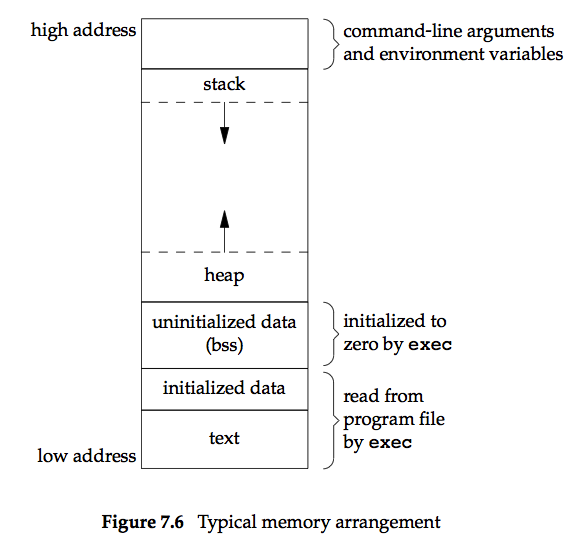 high address
command-line arguments
and environment variables
stack
heap
uninitialized data
(bss)
initialized to
zero by exec
initialized data
read from
program file
by exec
text
low address
Figure 7.6 Typical memory arrangement